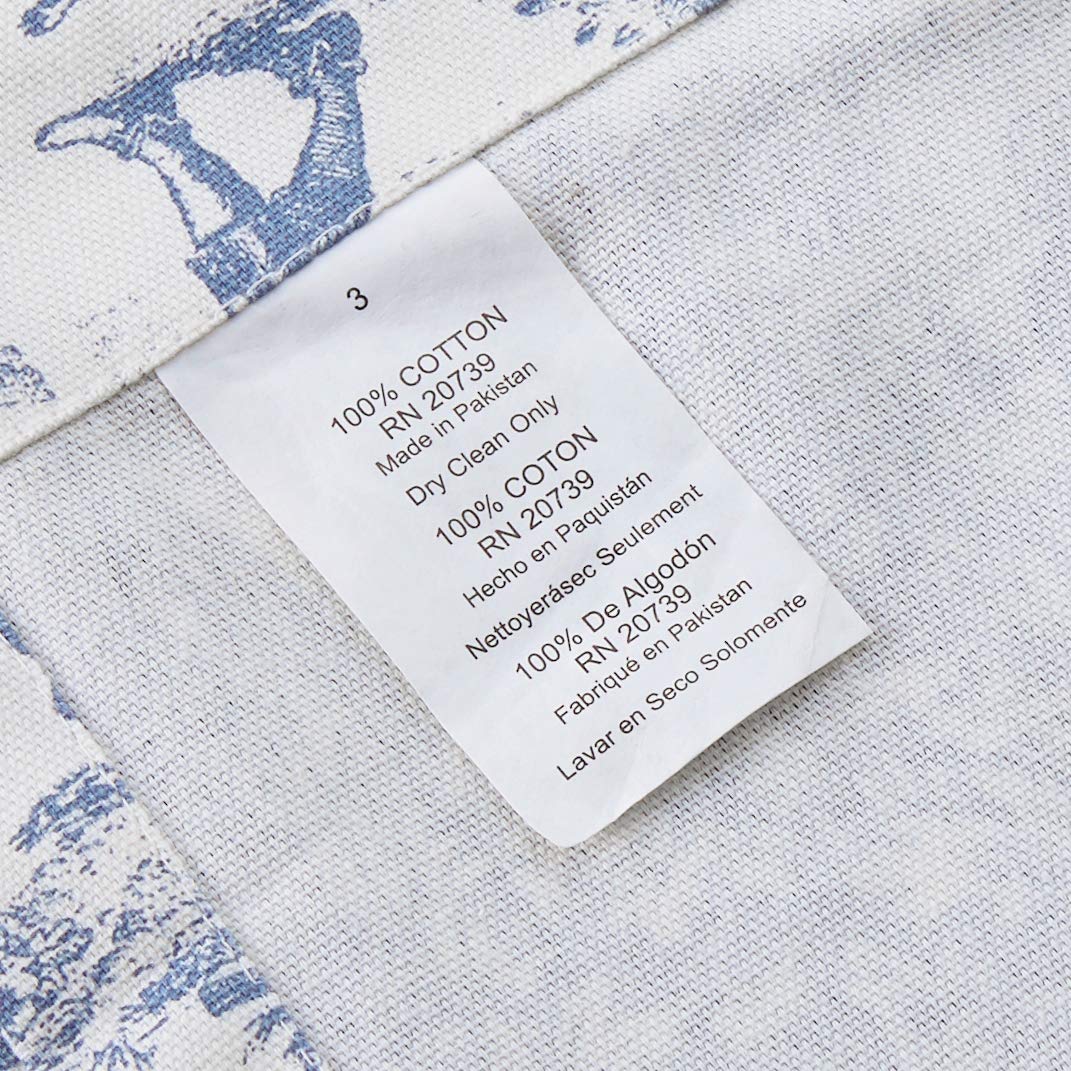 3
100% COTTON
RN 20739
Made in Pakistan
Dry Clean Only
100% COTON
RN 20739
Hecho en Paquistán
Nettoyerásec Seulement
100% De Algodón
RN 20739
Fabriqué en Pakistan
Lavar en Seco Solomente